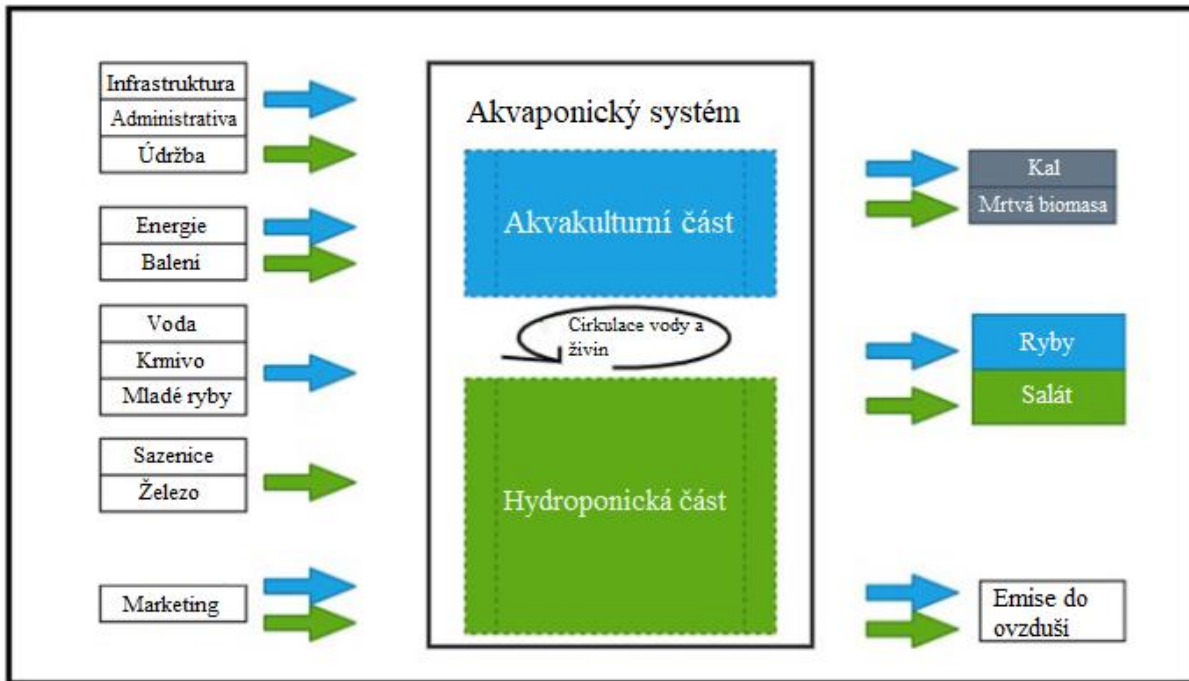 Infrastruktura
Administrativa
Údržba
Energie
Balení
Voda
Krmivo
Mladé ryby
Sazenice
Železo
Marketing
Akvaponický systém
Akvakulturní část
Cirkulace vody a
živin
Hydroponická část
Kal
Mrtvá biomasa
Ryby
Salát
Emise do
ovzduší